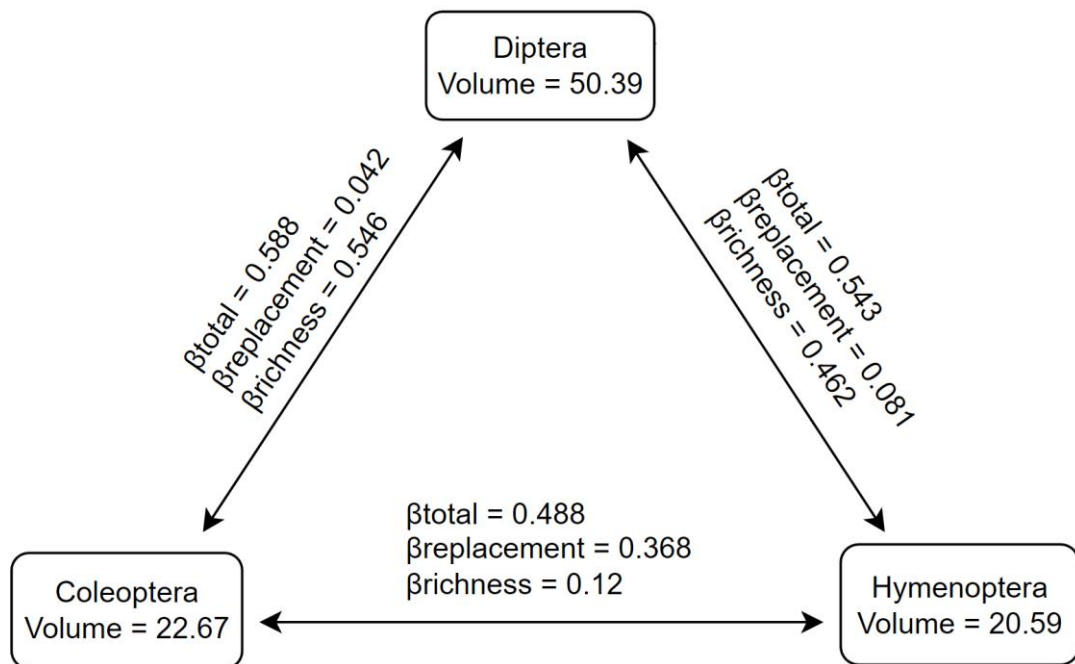 Diptera
Volume = 50.39
βtotal = 0.588
βreplacement = 0.042
βrichness = 0.546
βtotal = 0.543
βreplacement = 0.081
βrichness = 0.462
βtotal = 0.488
βreplacement = 0.368
βrichness = 0.12
Coleoptera
Volume = 22.67
Hymenoptera
Volume = 20.59